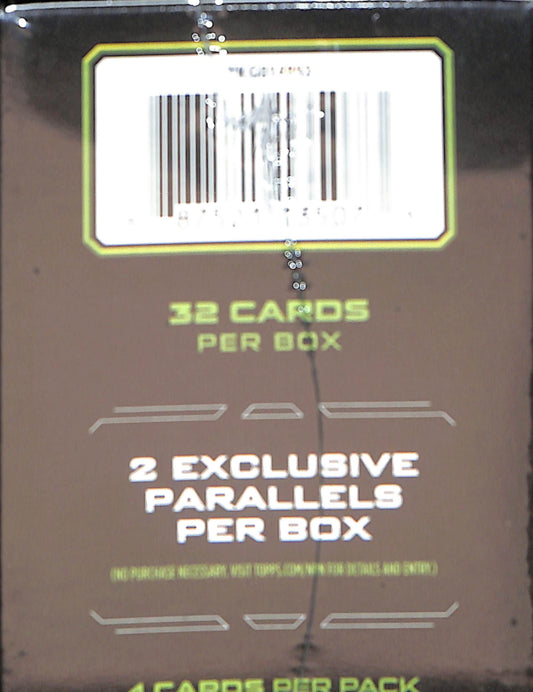 32 CARDS
PER BOX
2 EXCLUSIVE
PARALLELS
PER BOX
(NO PURCHASE NECESSARY. VISIT TOPPS.COM/NPN FOR DETAILS AND ENTRY.)
4 CARDS PER PACK